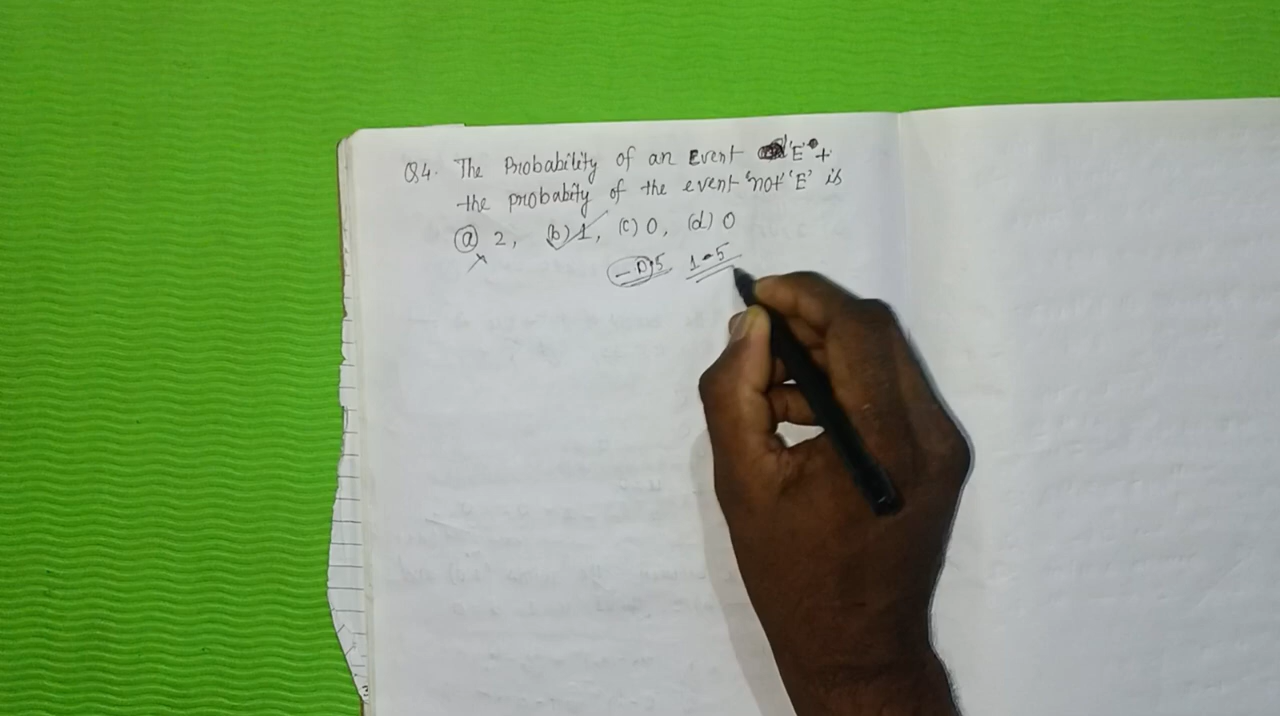 Q4. The Probability of an Event 'E' +
the probabity of the event 'not 'E' is
(a) 2, (b) 1, (c) 0, (d) 0
-0.5 1.5